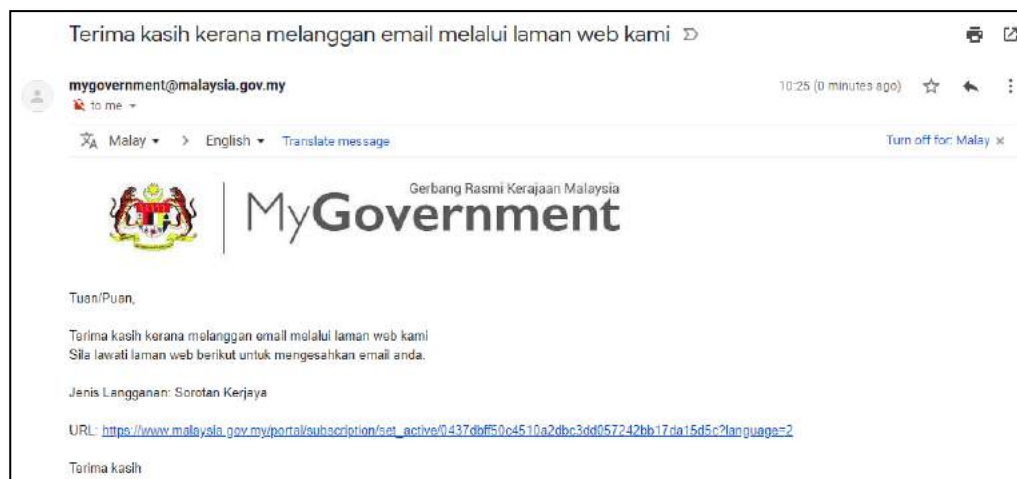 Terima kasih kerana melanggan email melalui laman web kami
mygovernment@malaysia.gov.my
10:25 (0 minutes ago)
to me
Malay > English Translate message
Turn off for: Malay ×
Gerbang Rasmi Kerajaan Malaysia
MyGovernment
Tuan/Puan,
Terima kasih kerana melanggan email melalui laman web kami
Sila lawati laman web berikut untuk mengesahkan email anda.
Jenis Langganan: Sorotan Kerjaya
URL: https://www.malaysia.gov.my/portal/subscription/set_active/0437dbff50c4510a2dbc3dd057242bb17da15d5c?language=2
Terima kasih